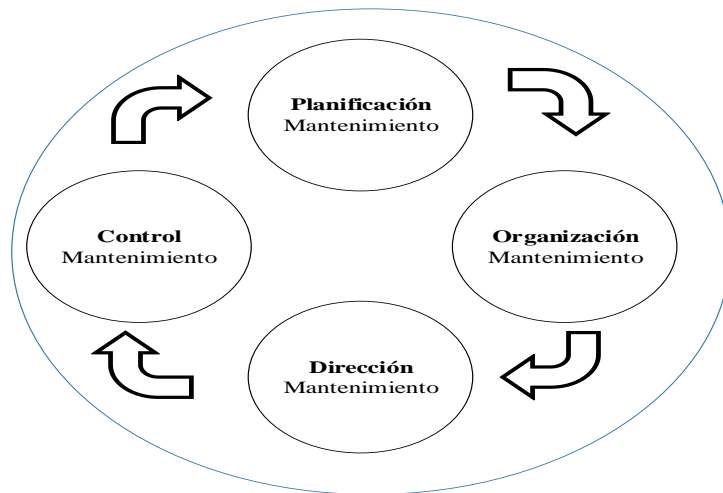 Planificación
Mantenimiento
Control
Mantenimiento
Organización
Mantenimiento
Dirección
Mantenimiento